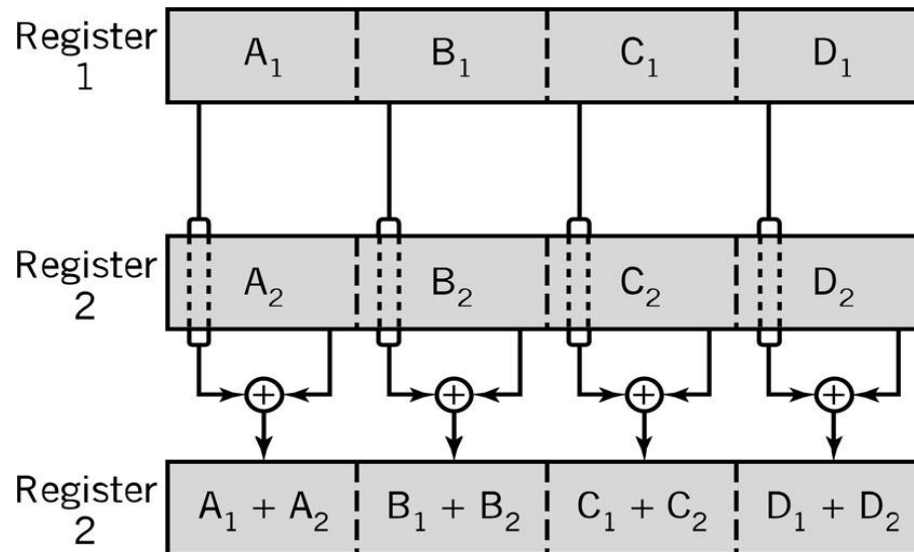 Register
1
A₁ B₁ C₁ D₁
Register
2
A₂ B₂ C₂ D₂
+ + + +
Register
2
A₁ + A₂ B₁ + B₂ C₁ + C₂ D₁ + D₂